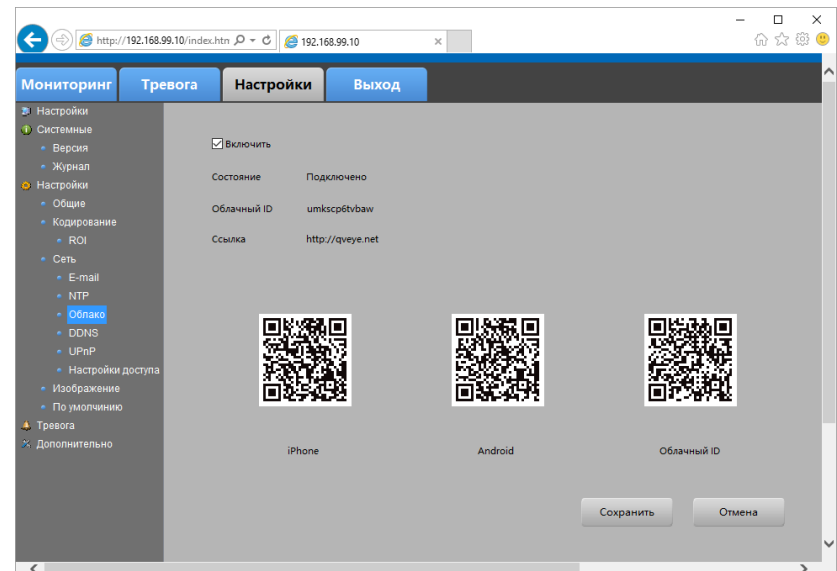 http://192.168.99.10/index.htn
192.168.99.10
Мониторинг
Тревога
Настройки
Выход
Настройки
Системные
Версия
Журнал
Настройки
Общие
Кодирование
ROI
Сеть
E-mail
NTP
Облако
DDNS
UPnP
Настройки доступа
Изображение
По умолчанию
Тревога
Дополнительно
Включить
Состояние Подключено
Облачный ID umkscp6tvbaw
Ссылка http://qveye.net
iPhone
Android
Облачный ID
Сохранить
Отмена